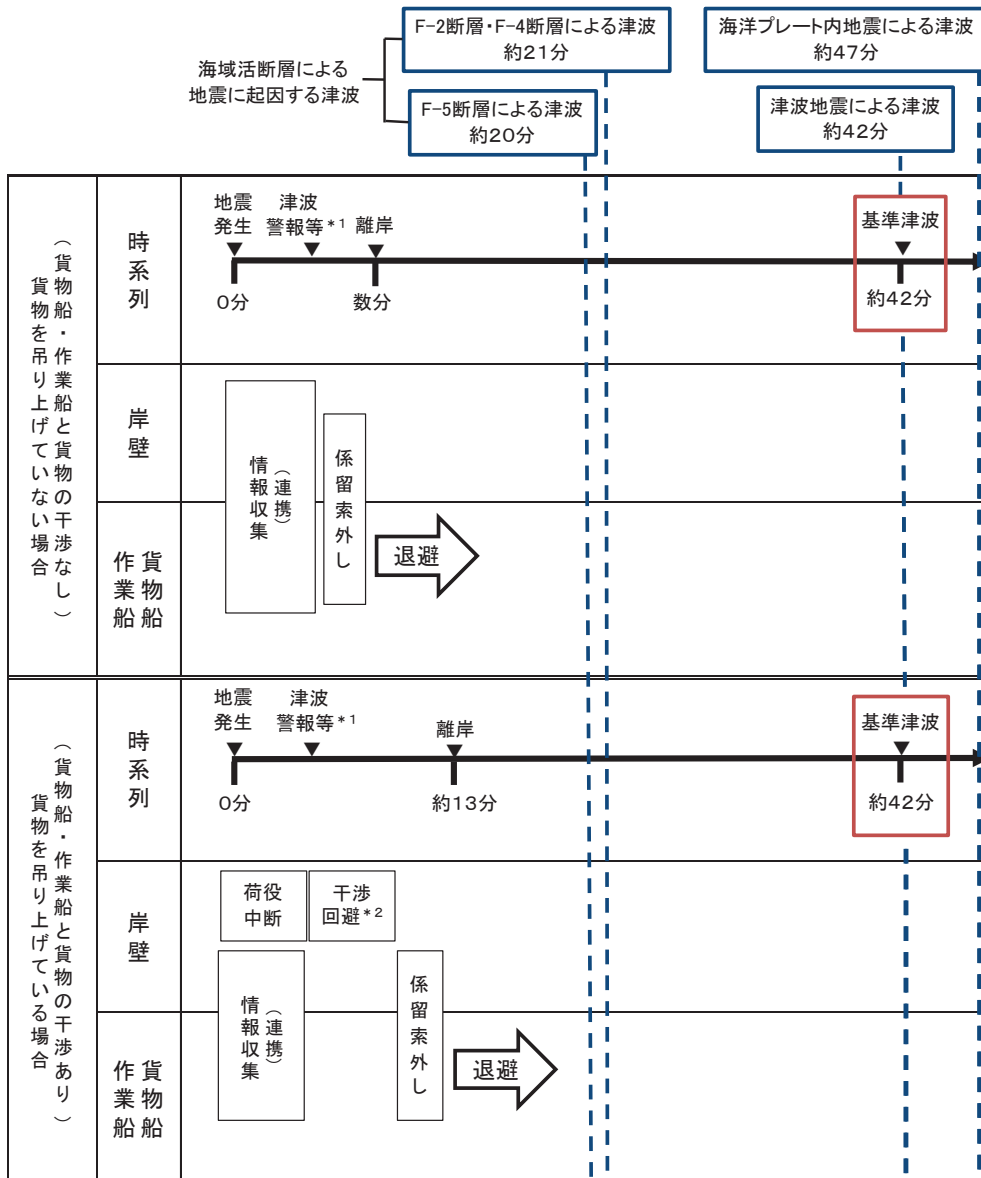 F-2断層・F-4断層による津波
約21分
海洋プレート内地震による津波
約47分
海域活断層による
地震に起因する津波
F-5断層による津波
約20分
津波地震による津波
約42分
貨物を吊り上げていない場合
（貨物船・作業船と貨物の干渉なし）
時系列
地震
発生
津波
警報等*1
離岸
基準津波
0分
数分
約42分
岸壁
情報収集
（連携）
係留索外し
貨物船
作業船
退避
貨物を吊り上げている場合
（貨物船・作業船と貨物の干渉あり）
時系列
地震
発生
津波
警報等*1
離岸
基準津波
0分
約13分
約42分
岸壁
荷役
中断
干渉
回避*2
情報収集
（連携）
係留索外し
貨物船
作業船
退避